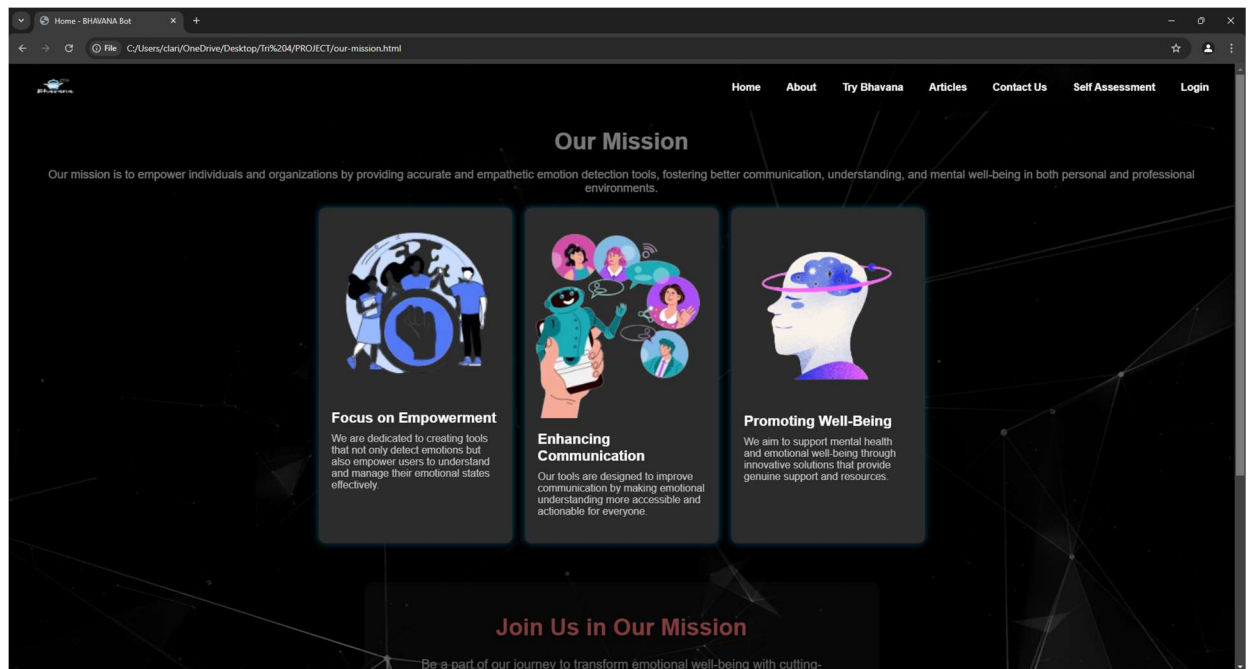 Home - BHAVANA Bot
File C:/Users/clari/OneDrive/Desktop/Tri%204/PROJECT/our-mission.html
Bhavana
Home About Try Bhavana Articles Contact Us Self Assessment Login
Our Mission
Our mission is to empower individuals and organizations by providing accurate and empathetic emotion detection tools, fostering better communication, understanding, and mental well-being in both personal and professional
environments.
Focus on Empowerment
We are dedicated to creating tools
that not only detect emotions but
also empower users to understand
and manage their emotional states
effectively.
Enhancing
Communication
Our tools are designed to improve
communication by making emotional
understanding more accessible and
actionable for everyone.
Promoting Well-Being
We aim to support mental health
and emotional well-being through
innovative solutions that provide
genuine support and resources.
Join Us in Our Mission
Be a part of our journey to transform emotional well-being with cutting-